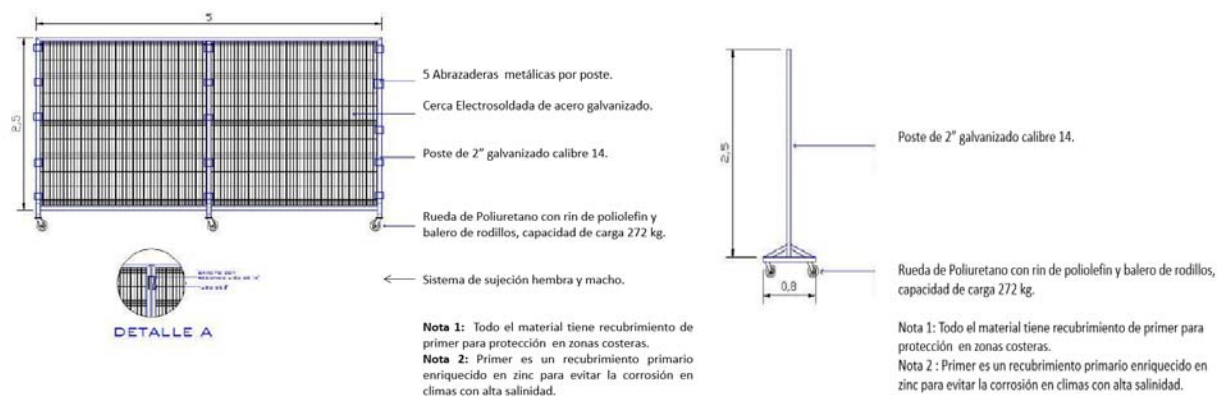 5
2,5
5 Abrazaderas metálicas por poste.
Cerca Electrosoldada de acero galvanizado.
Poste de 2” galvanizado calibre 14.
Rueda de Poliuretano con rin de poliolefin y
balero de rodillos, capacidad de carga 272 kg.
Sistema de sujeción hembra y macho.
DETALLE A
Nota 1: Todo el material tiene recubrimiento de
primer para protección en zonas costeras.
Nota 2: Primer es un recubrimiento primario
enriquecido en zinc para evitar la corrosión en
climas con alta salinidad.
2,5
0,8
Poste de 2” galvanizado calibre 14.
Rueda de Poliuretano con rin de poliolefin y balero de rodillos,
capacidad de carga 272 kg.
Nota 1: Todo el material tiene recubrimiento de primer para
protección en zonas costeras.
Nota 2 : Primer es un recubrimiento primario enriquecido en
zinc para evitar la corrosión en climas con alta salinidad.